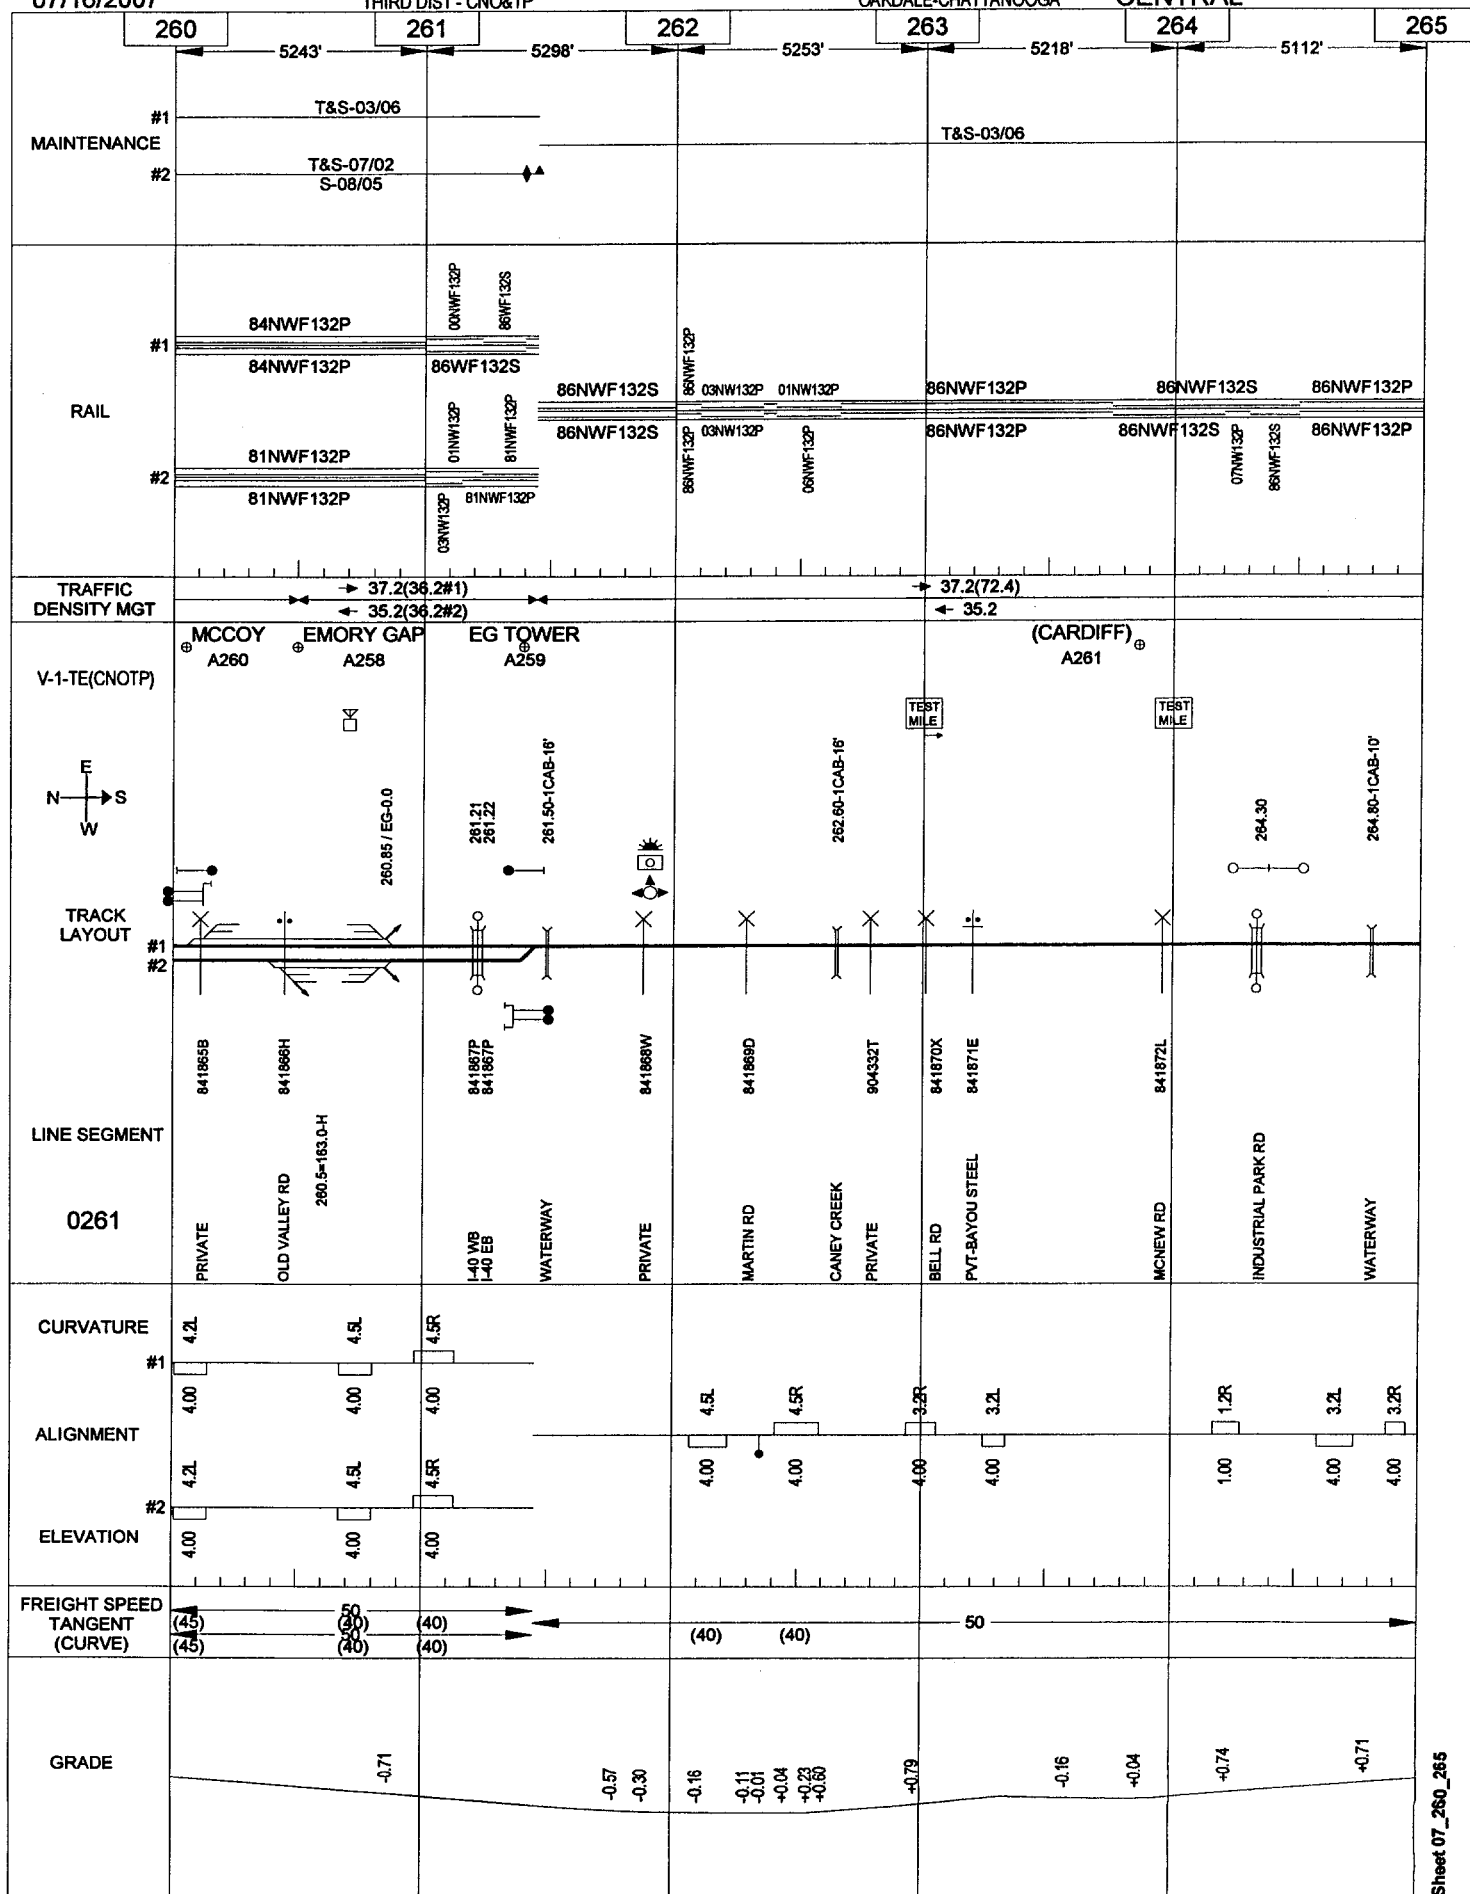 07/16/2007 THIRD DIST - CNO&TP OAKDALE-CHATTANOOGA CENTRAL
260 261 262 263 264 265
5243' 5298' 5253' 5218' 5112'
MAINTENANCE
#1 T&S-03/06
T&S-03/06
#2 T&S-07/02
S-08/05
RAIL
00NWF132P 86WF132S
84NWF132P
#1
84NWF132P 86WF132S
86NWF132P
86NWF132S 03NW132P 01NW132P 86NWF132P 86NWF132S 86NWF132P
86NWF132S 03NW132P 86NWF132P 86NWF132S 86NWF132P
86NWF132P 06NWF132P 07NW132P 86NWF132S
01NW132P 81NWF132P
81NWF132P
#2
81NWF132P 81NWF132P
03NW132P
TRAFFIC
DENSITY MGT
37.2(36.2#1) 37.2(72.4)
35.2(36.2#2) 35.2
V-1-TE(CNOTP)
MCCOY EMORY GAP EG TOWER (CARDIFF)
A260 A258 A259 A261
TEST
MILE
TEST
MILE
E
N S
W
260.85 / EG-0.0
261.21
261.22
261.50-1CAB-16'
262.60-1CAB-16'
264.30
264.80-1CAB-10'
TRACK
LAYOUT
#1
#2
841865B
841866H
841867P
841867P
841868W
841869D
904332T
841870X
841871E
841872L
LINE SEGMENT
0261
260.5=163.0-H
PRIVATE
OLD VALLEY RD
I-40 WB
I-40 EB
WATERWAY
PRIVATE
MARTIN RD
CANEY CREEK
PRIVATE
BELL RD
PVT-BAYOU STEEL
MCNEW RD
INDUSTRIAL PARK RD
WATERWAY
CURVATURE
#1
4.2L 4.5L 4.5R
4.00 4.00 4.00
ALIGNMENT
4.5L 4.5R 3.2R 3.2L 1.2R 3.2L 3.2R
4.00 4.00 4.00 4.00 1.00 4.00 4.00
#2
4.2L 4.5L 4.5R
4.00 4.00 4.00
ELEVATION
FREIGHT SPEED
TANGENT
(CURVE)
50
(45) (40) (40)
50
(45) (40) (40)
50
(40) (40)
GRADE
-0.71 -0.57 -0.30 -0.16 -0.11 -0.01 +0.04 +0.23 +0.60 +0.79 -0.16 +0.04 +0.74 +0.71
Sheet 07_260_265